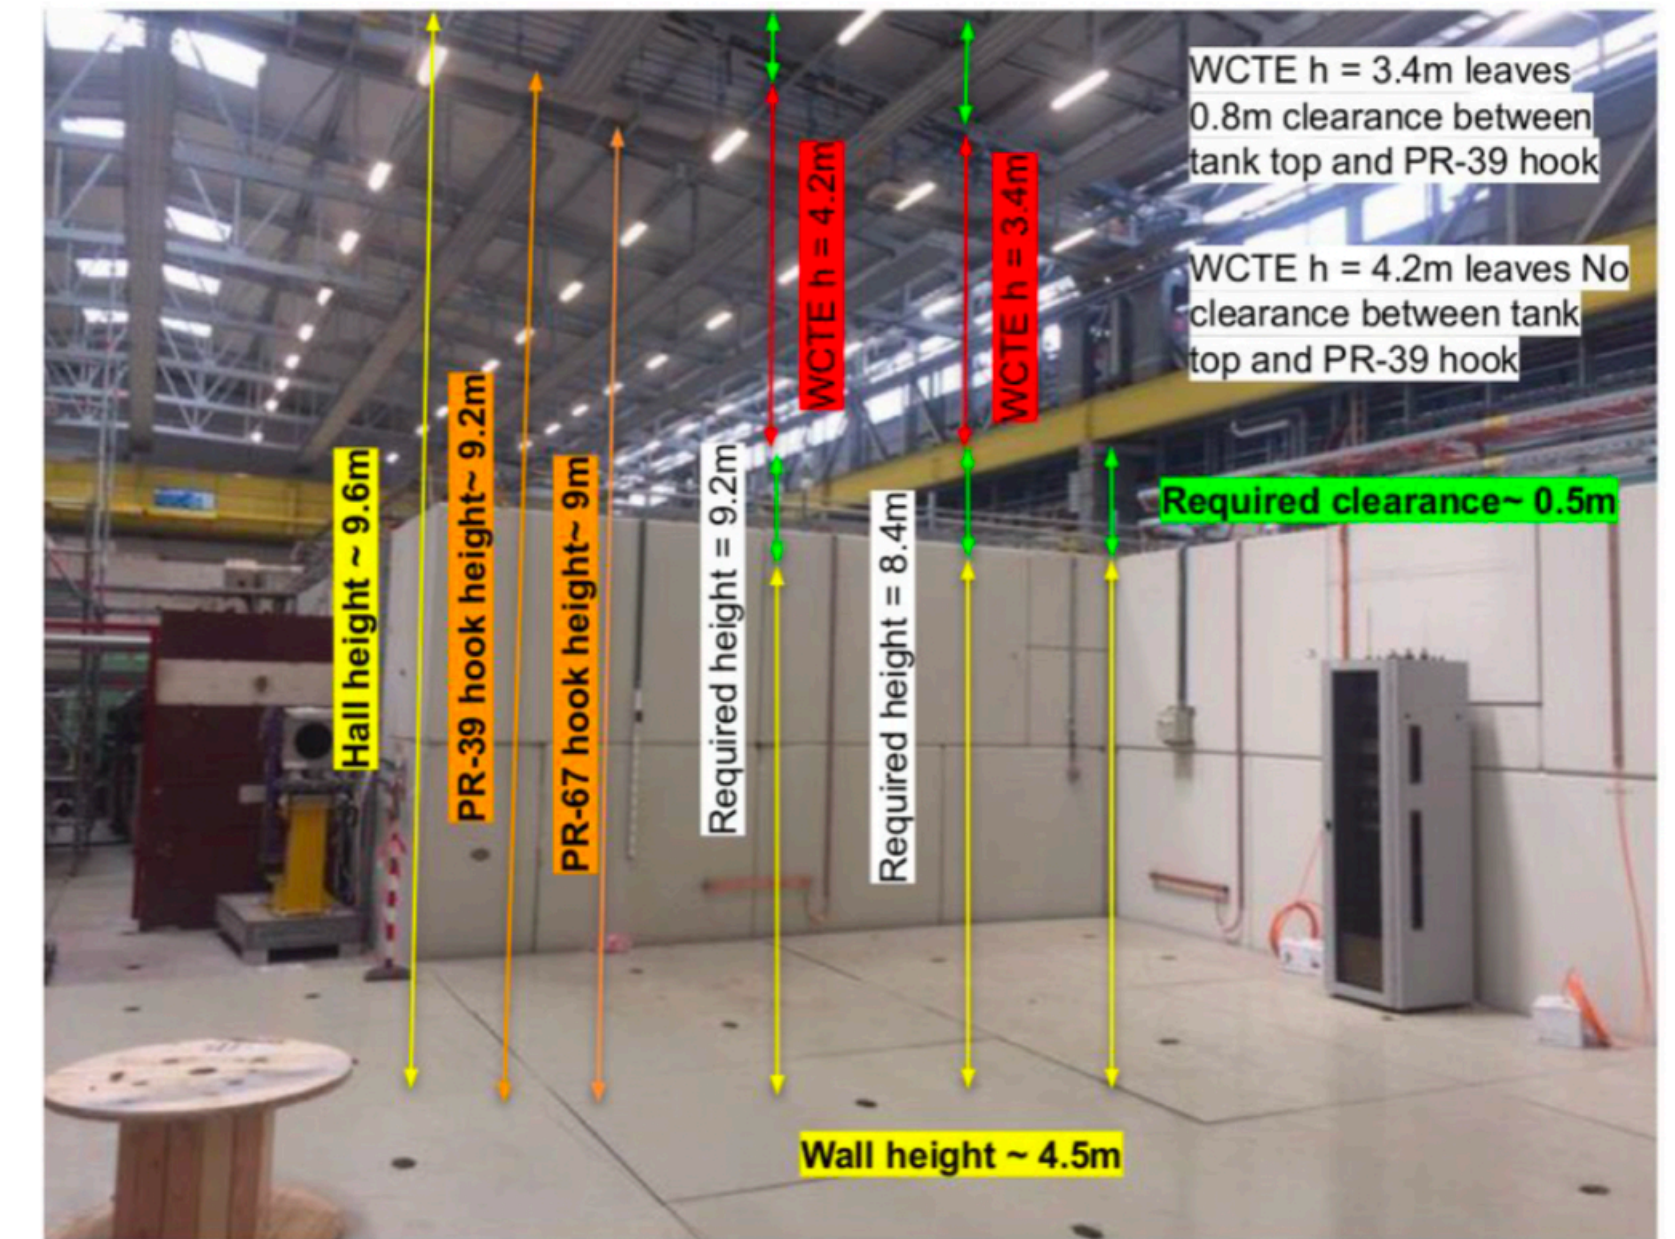 WCTE h = 3.4m leaves
0.8m clearance between
tank top and PR-39 hook
WCTE h = 4.2m leaves No
clearance between tank
top and PR-39 hook
Hall height ~ 9.6m
PR-39 hook height~ 9.2m
PR-67 hook height~ 9m
Required height = 9.2m
WCTE h = 4.2m
Required height = 8.4m
WCTE h = 3.4m
Required clearance~ 0.5m
Wall height ~ 4.5m